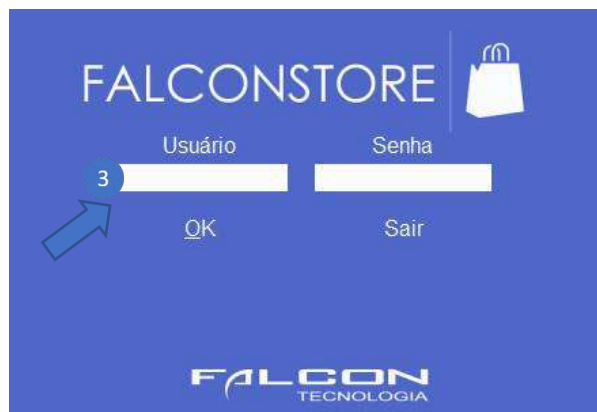 FALCONSTORE
Usuário Senha
3
OK Sair
FALCON
TECNOLOGIA